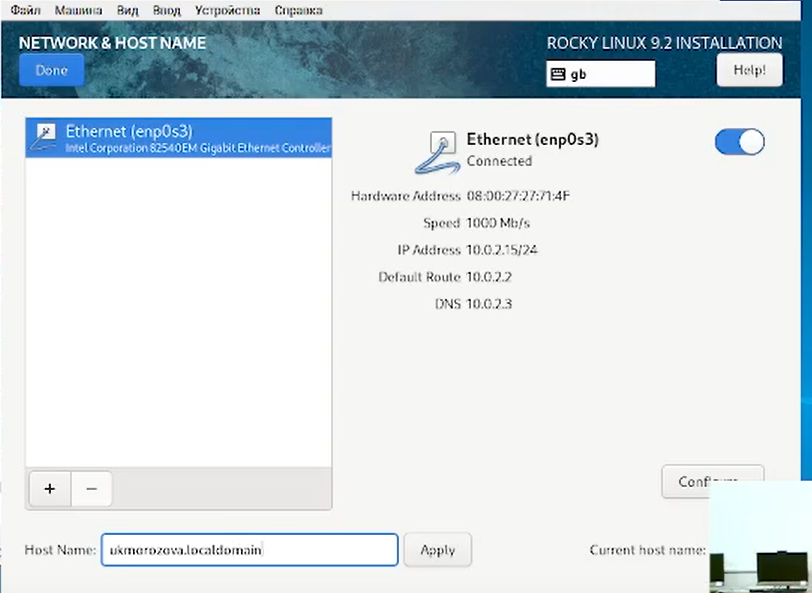 Файл Машина Вид Ввод Устройства Справка
NETWORK & HOST NAME
ROCKY LINUX 9.2 INSTALLATION
Done
gb
Help!
Ethernet (enp0s3)
Intel Corporation 82540EM Gigabit Ethernet Controller
Ethernet (enp0s3)
Connected
Hardware Address 08:00:27:27:71:4F
Speed 1000 Mb/s
IP Address 10.0.2.15/24
Default Route 10.0.2.2
DNS 10.0.2.3
+ −
Host Name: ukmorozova.localdomain Apply Current host name: